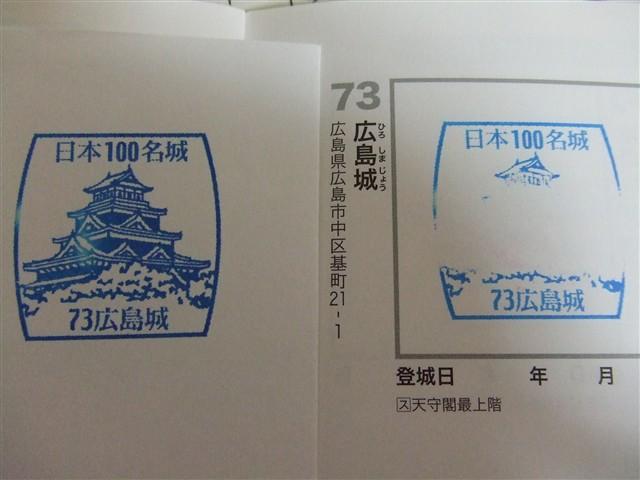 日本100名城
73広島城
73
広島城
ひろしまじょう
広島県広島市中区基町21-1
日本100名城
73広島城
登城日 年 月
ス天守閣最上階